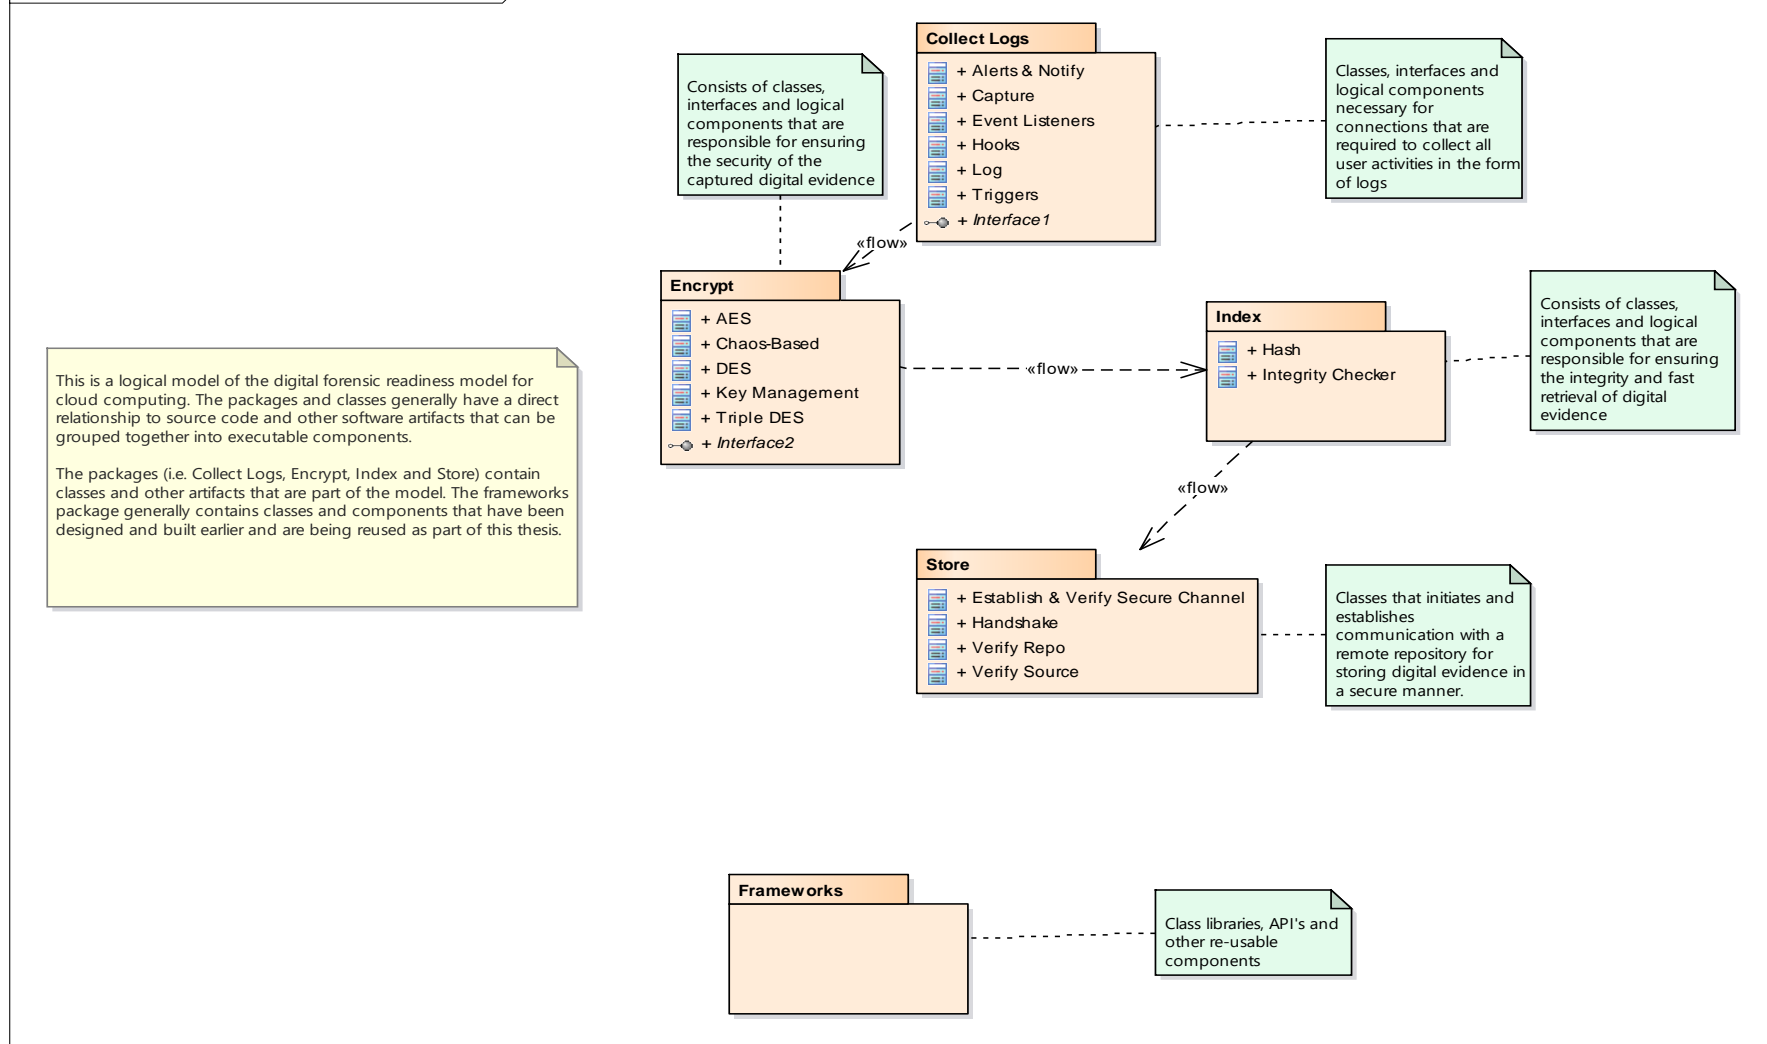 Collect Logs
+ Alerts & Notify
+ Capture
+ Event Listeners
+ Hooks
+ Log
+ Triggers
+ Interface1
Classes, interfaces and
logical components
necessary for
connections that are
required to collect all
user activities in the form
of logs
Consists of classes,
interfaces and logical
components that are
responsible for ensuring
the security of the
captured digital evidence
«flow»
Encrypt
+ AES
+ Chaos-Based
+ DES
+ Key Management
+ Triple DES
+ Interface2
«flow»
Index
+ Hash
+ Integrity Checker
Consists of classes,
interfaces and logical
components that are
responsible for ensuring
the integrity and fast
retrieval of digital
evidence
This is a logical model of the digital forensic readiness model for
cloud computing. The packages and classes generally have a direct
relationship to source code and other software artifacts that can be
grouped together into executable components.
The packages (i.e. Collect Logs, Encrypt, Index and Store) contain
classes and other artifacts that are part of the model. The frameworks
package generally contains classes and components that have been
designed and built earlier and are being reused as part of this thesis.
«flow»
Store
+ Establish & Verify Secure Channel
+ Handshake
+ Verify Repo
+ Verify Source
Classes that initiates and
establishes
communication with a
remote repository for
storing digital evidence in
a secure manner.
Frameworks
Class libraries, API's and
other re-usable
components